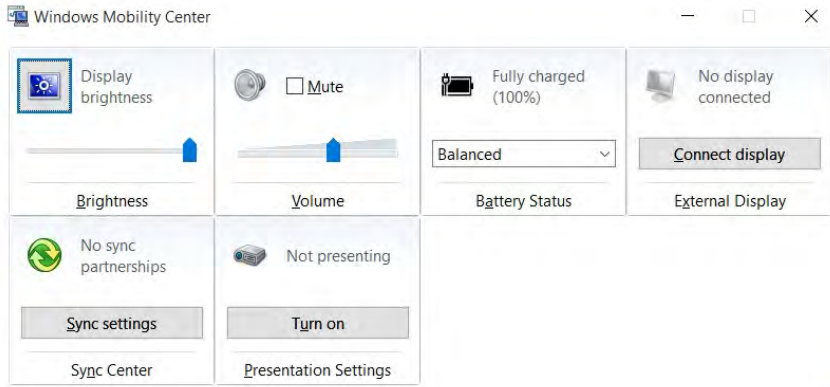 Windows Mobility Center
Display
brightness
Brightness
Mute
Volume
Fully charged
(100%)
Balanced
Battery Status
No display
connected
Connect display
External Display
No sync
partnerships
Sync settings
Sync Center
Not presenting
Turn on
Presentation Settings